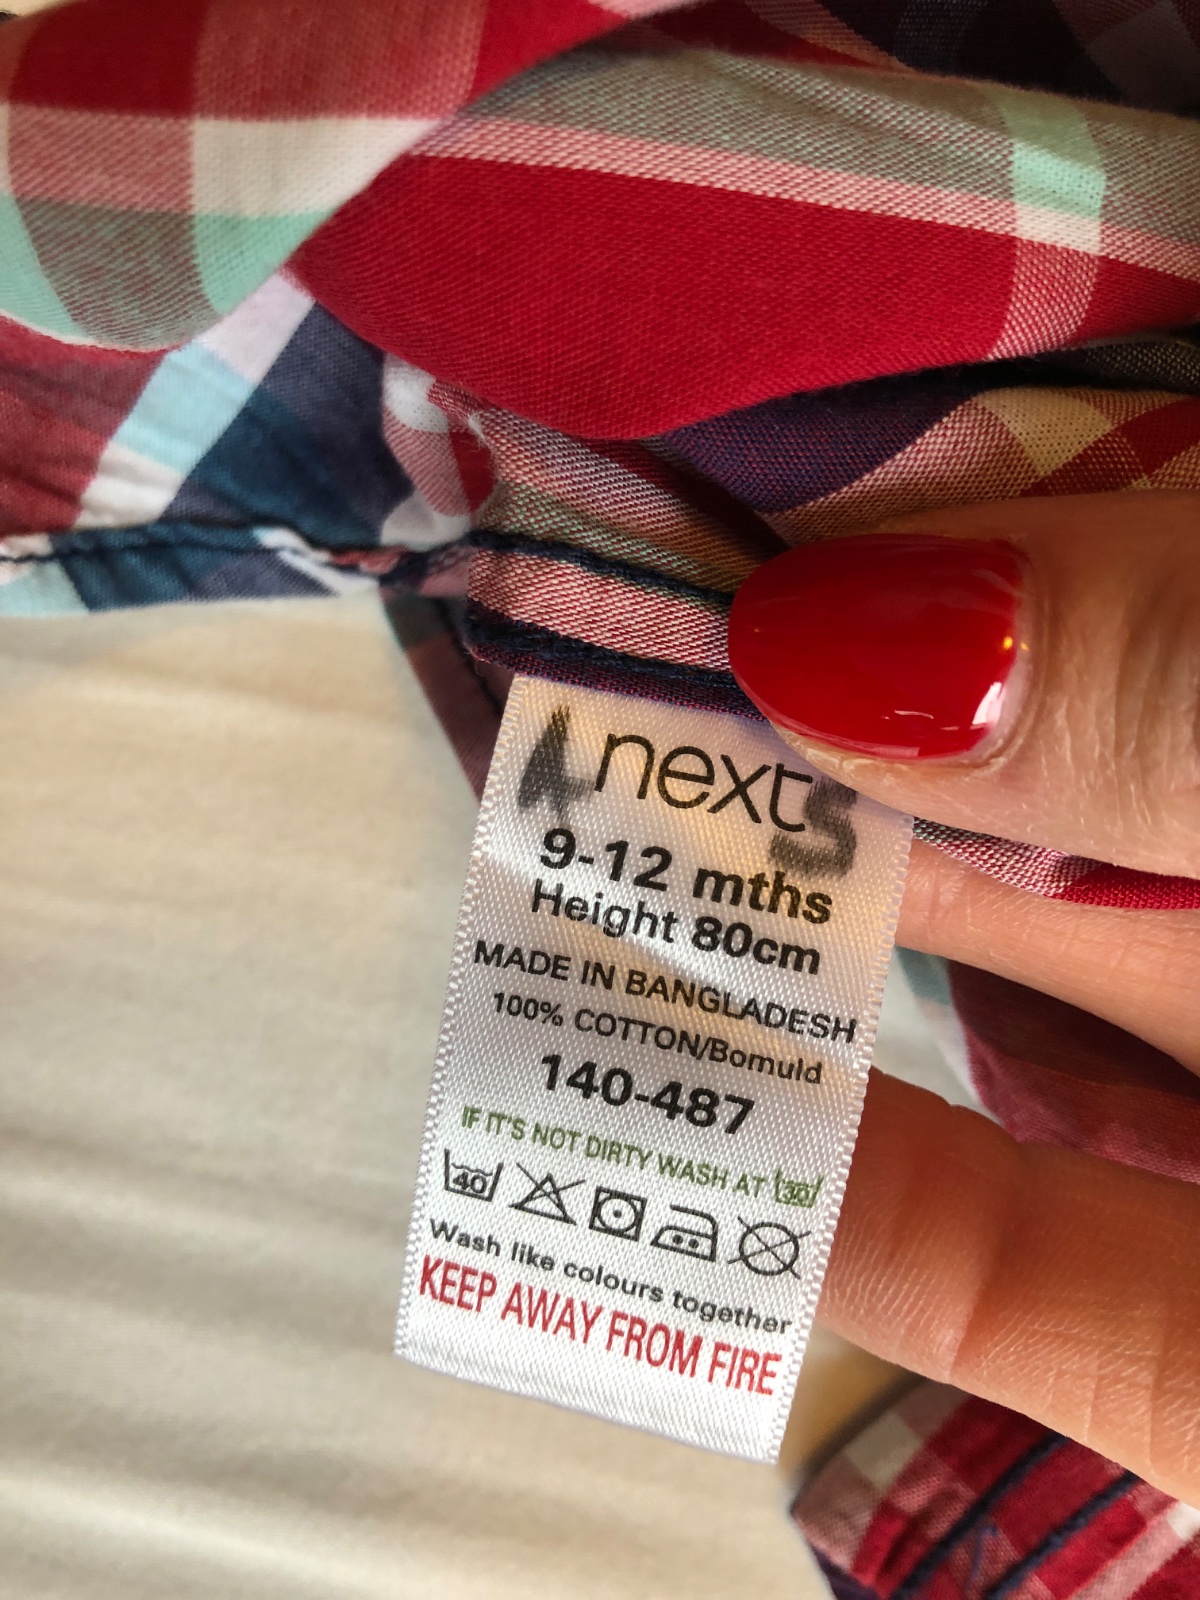 A next S
9-12 mths
Height 80cm
MADE IN BANGLADESH
100% COTTON/Bomuld
140-487
IF IT'S NOT DIRTY WASH AT 30
40
Wash like colours together
KEEP AWAY FROM FIRE